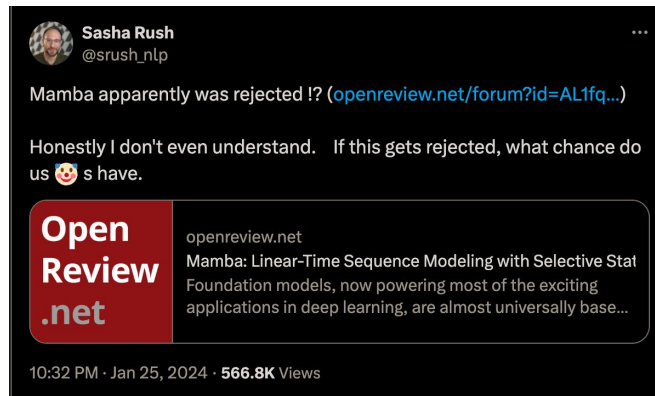 Sasha Rush
@srush_nlp
Mamba apparently was rejected !? (openreview.net/forum?id=AL1fq...)
Honestly I don't even understand. If this gets rejected, what chance do
us 🤡 s have.
Open
Review
.net
openreview.net
Mamba: Linear-Time Sequence Modeling with Selective Stat
Foundation models, now powering most of the exciting
applications in deep learning, are almost universally base...
10:32 PM · Jan 25, 2024 · 566.8K Views